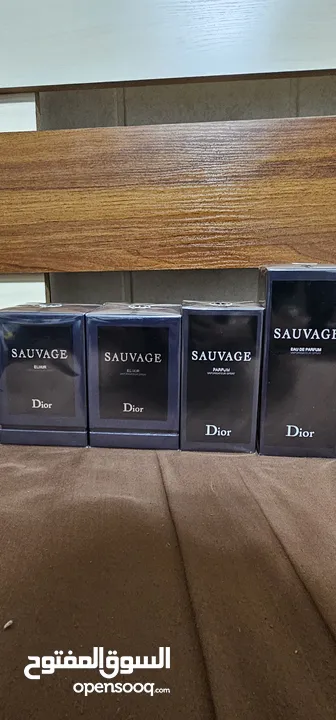 SAUVAGE
ELIXIR
Dior
SAUVAGE
ELIXIR
Dior
SAUVAGE
PARFUM
Dior
SAUVAGE
EAU DE PARFUM
Dior
السوق المفتوح
opensooq.com